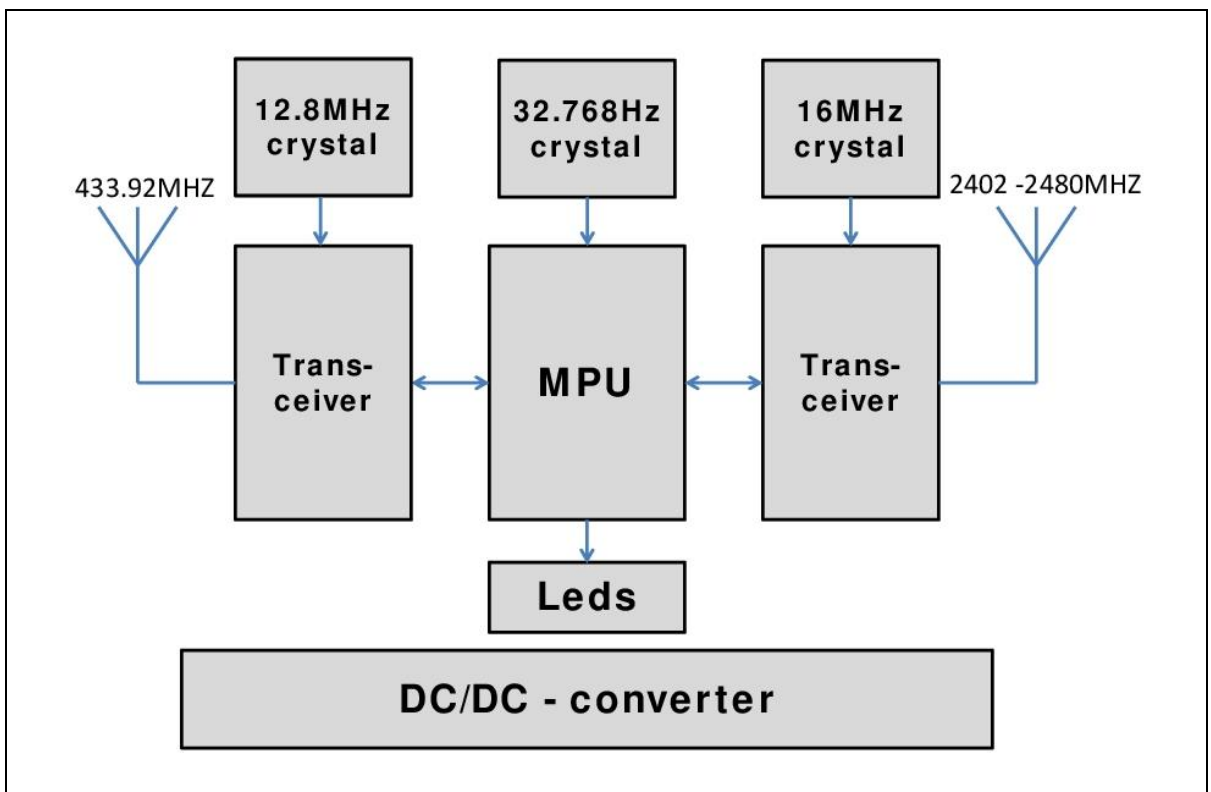 12.8MHz
crystal
32.768Hz
crystal
16MHz
crystal
433.92MHZ
2402 -2480MHZ
Trans-
ceiver
MPU
Trans-
ceiver
Leds
DC/DC - converter